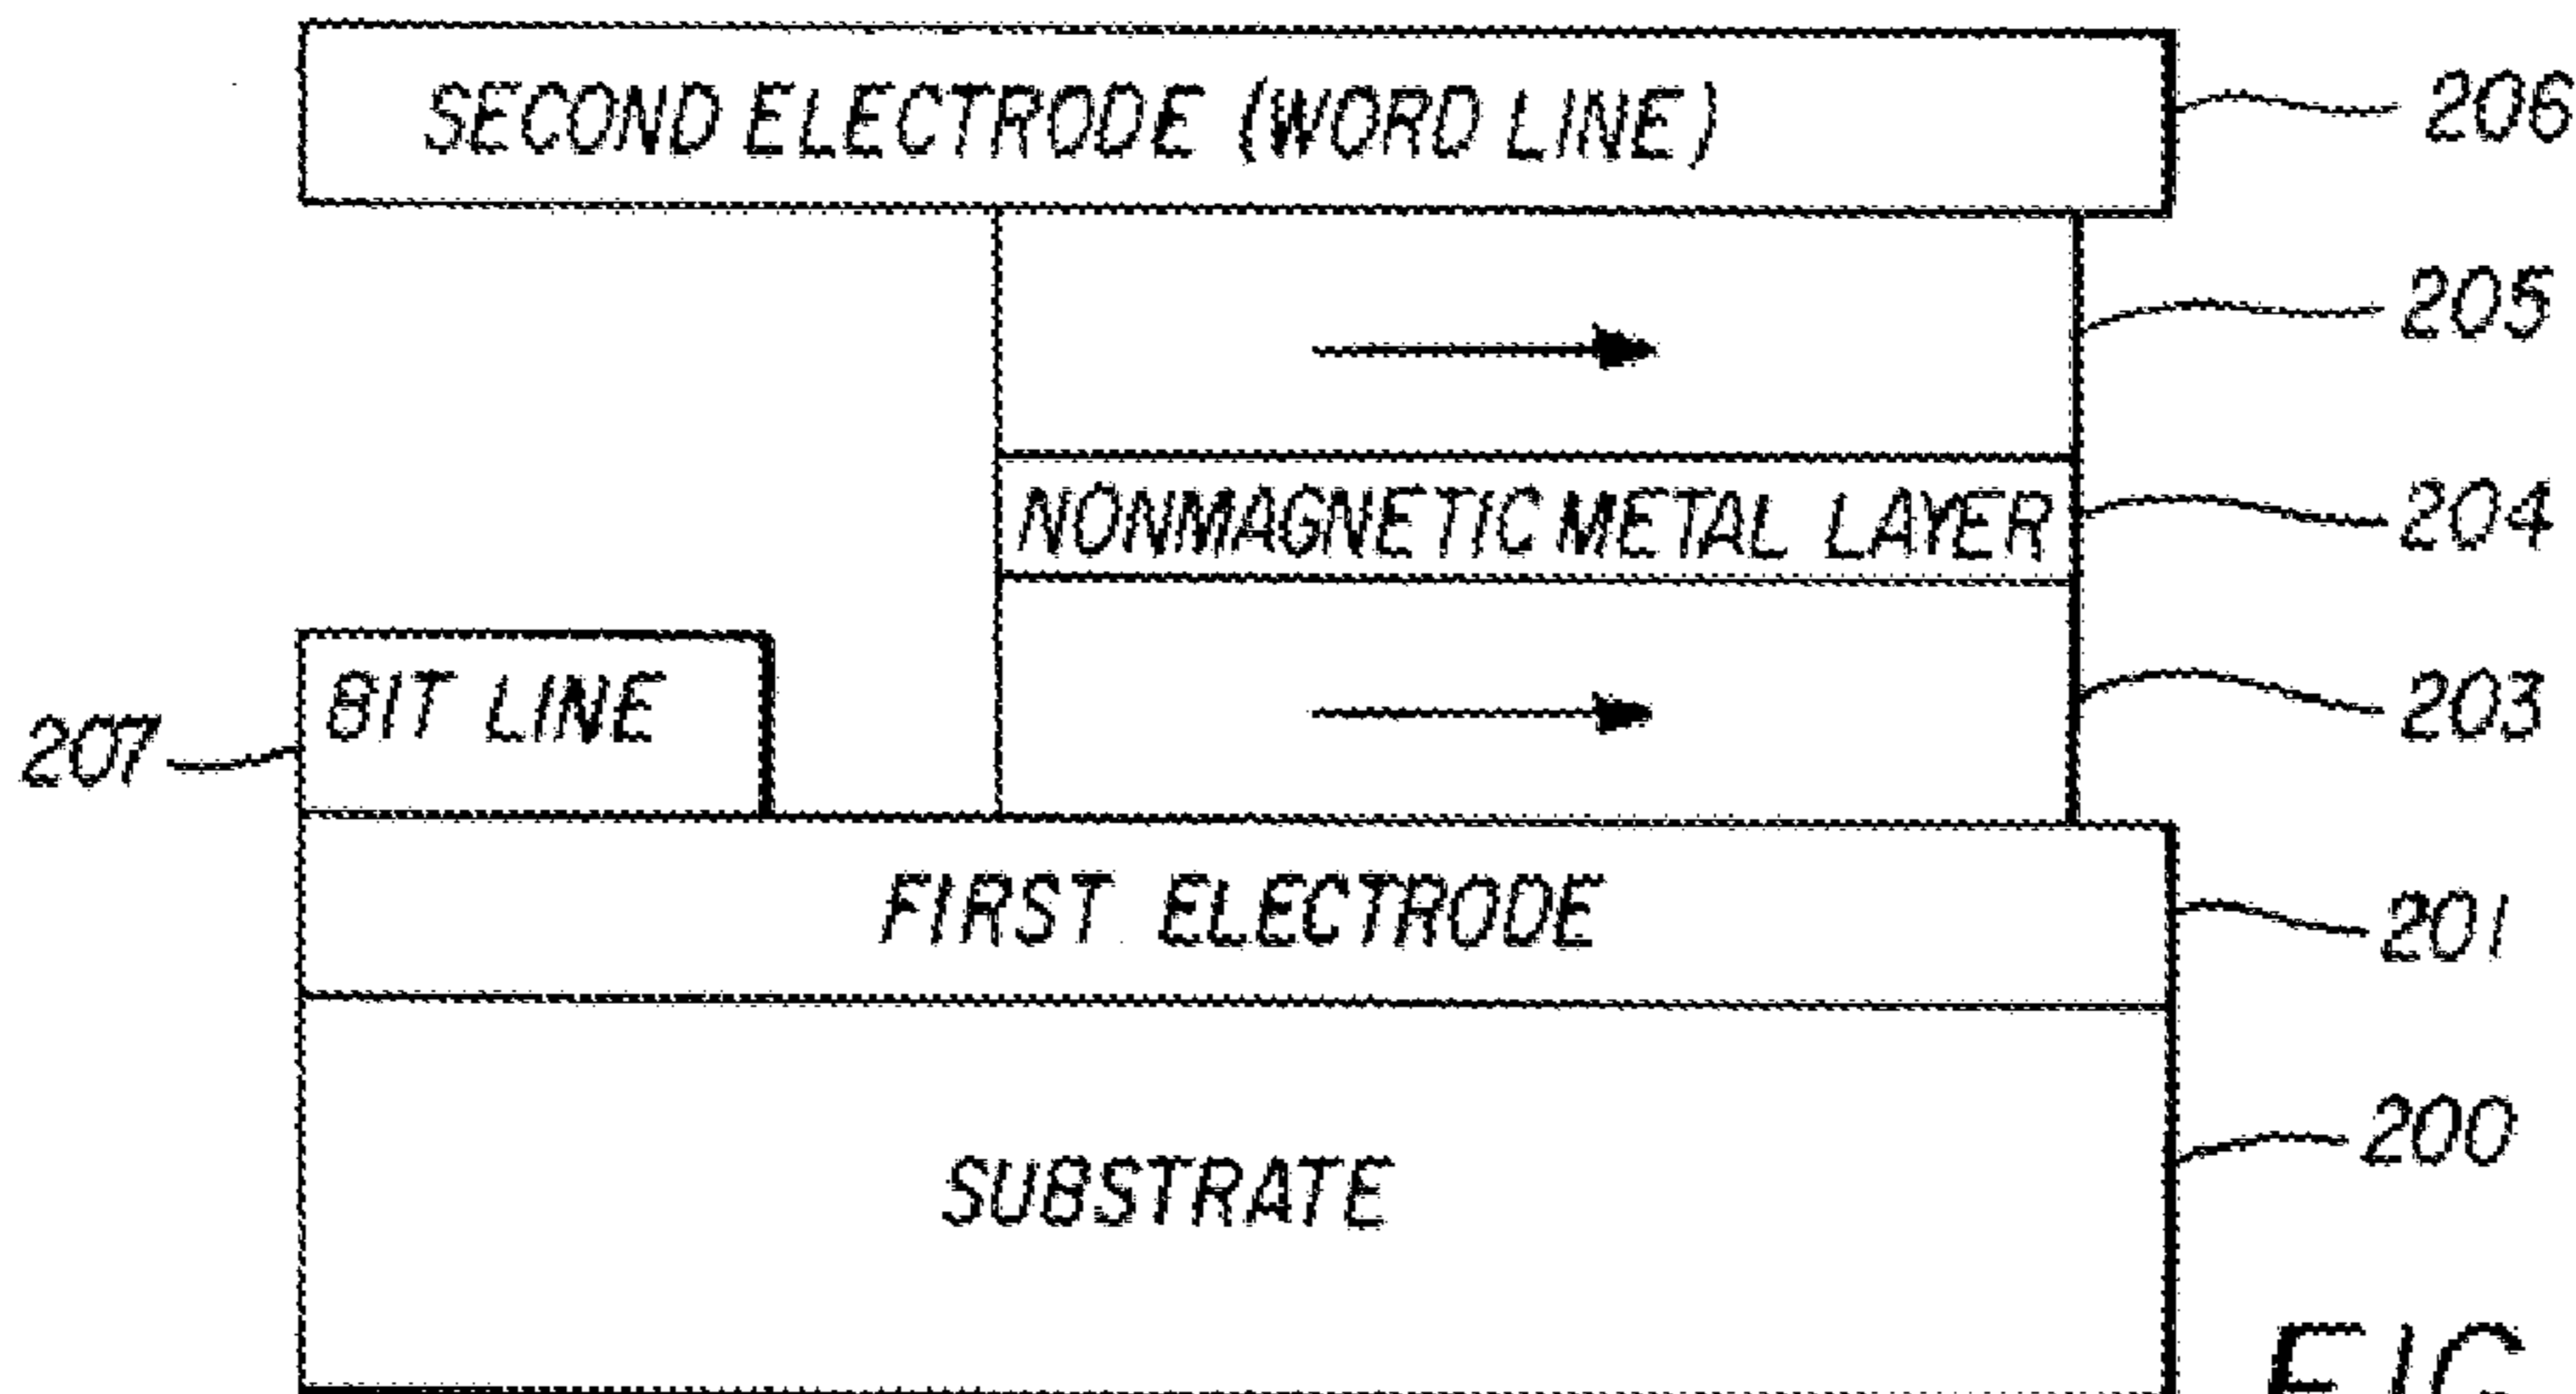 SECOND ELECTRODE (WORD LINE)
206
205
NONMAGNETIC METAL LAYER
204
BIT LINE
203
207
FIRST ELECTRODE
201
SUBSTRATE
200
FIG